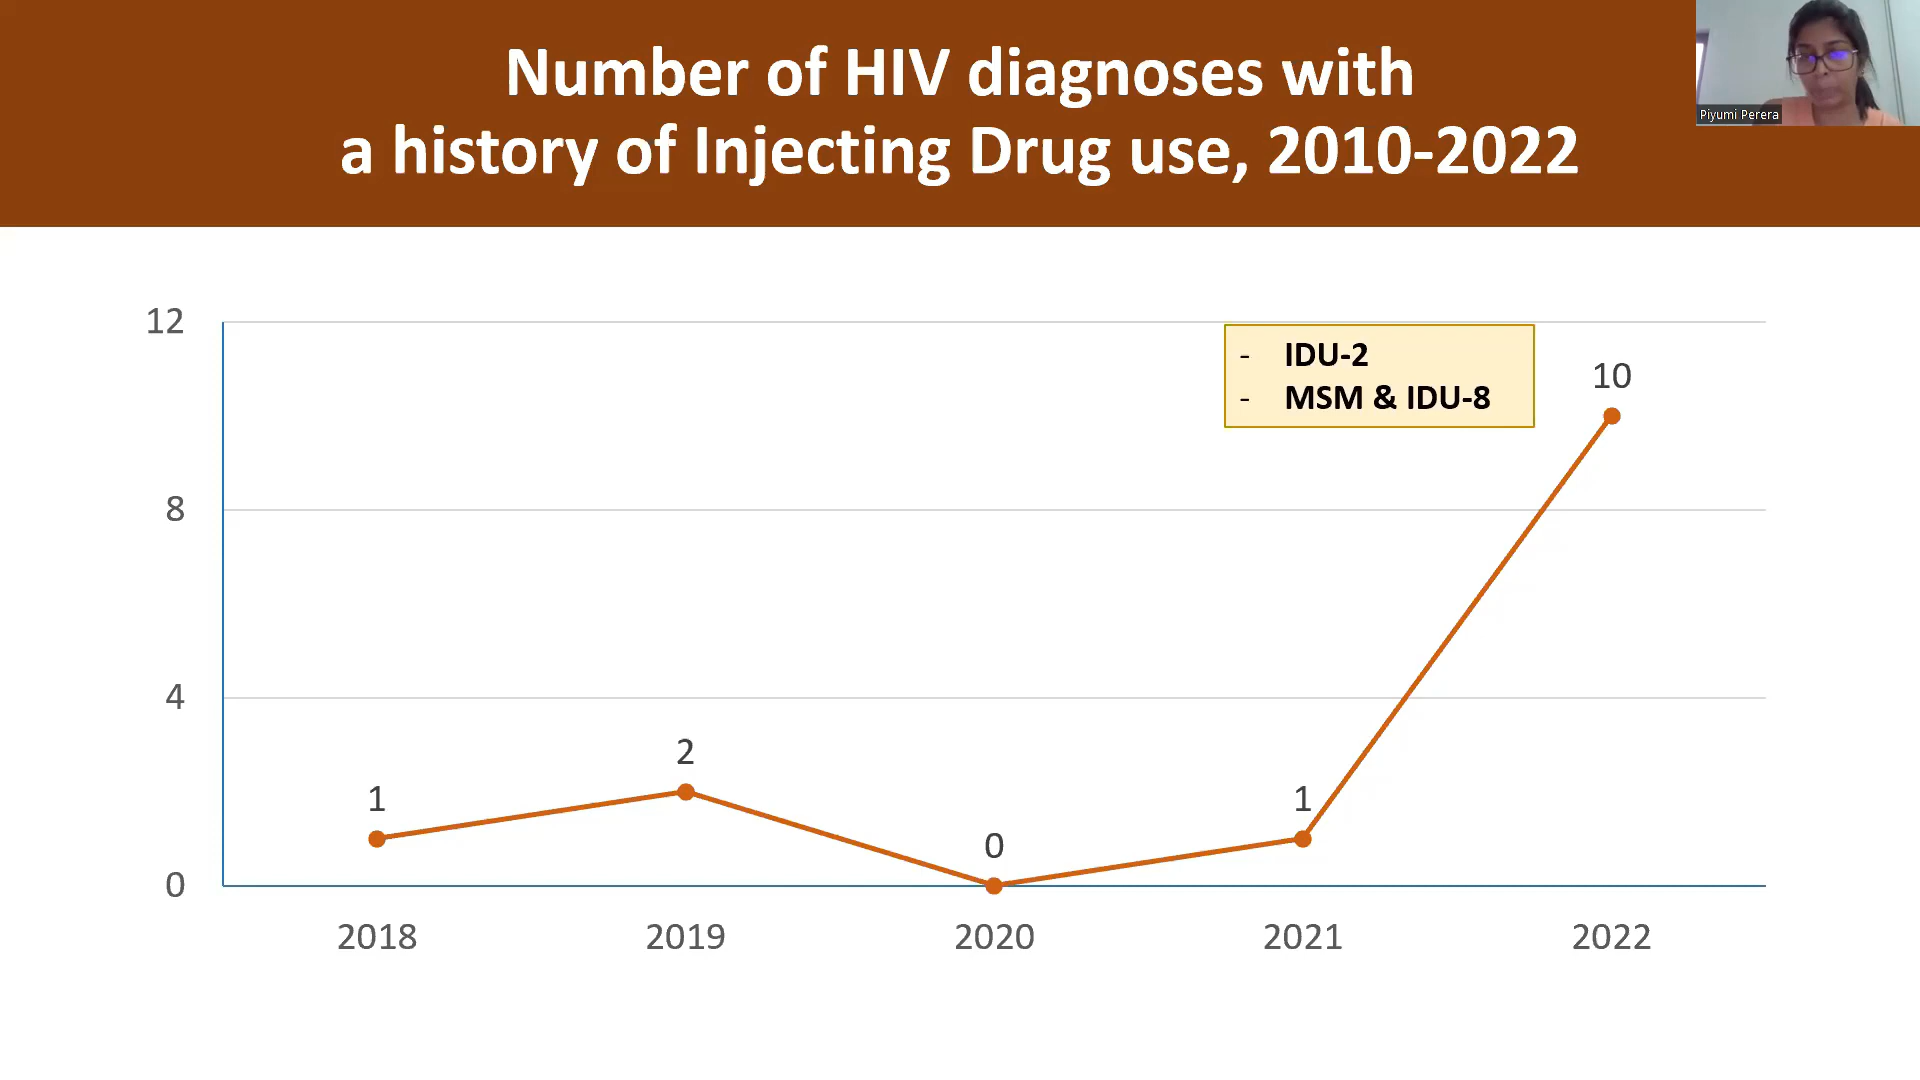 Number of HIV diagnoses with
a history of Injecting Drug use, 2010-2022
Piyumi Perera
12
8
4
0
- IDU-2
- MSM & IDU-8
1
2
0
1
10
2018
2019
2020
2021
2022